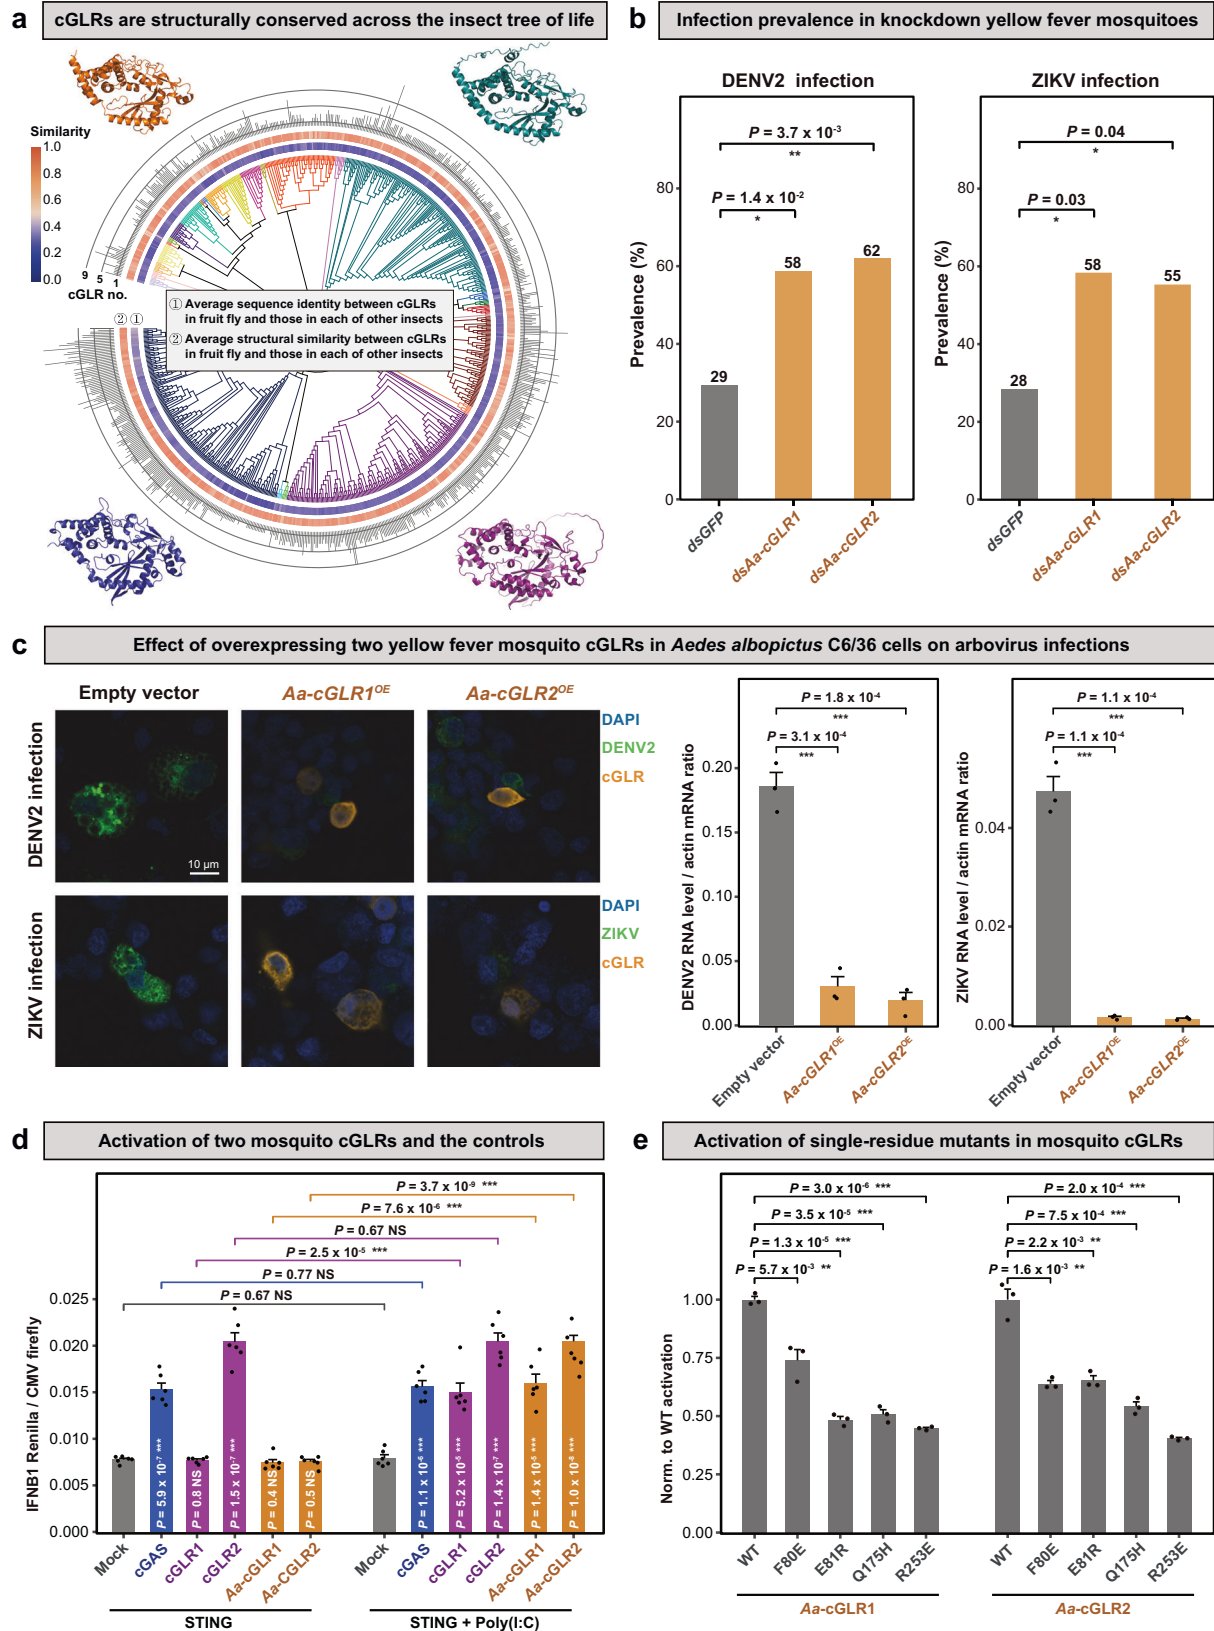 a
cGLRs are structurally conserved across the insect tree of life
Similarity
1.0
0.8
0.6
0.4
0.2
0.0
9
5
1
cGLR no.
② ①
① Average sequence identity between cGLRs
in fruit fly and those in each of other insects
② Average structural similarity between cGLRs
in fruit fly and those in each of other insects
b
Infection prevalence in knockdown yellow fever mosquitoes
DENV2 infection
P = 3.7 x 10-3
**
P = 1.4 x 10-2
*
Prevalence (%)
80
60
40
20
0
29
58
62
dsGFP
dsAa-cGLR1
dsAa-cGLR2
ZIKV infection
P = 0.04
*
P = 0.03
*
Prevalence (%)
80
60
40
20
0
28
58
55
dsGFP
dsAa-cGLR1
dsAa-cGLR2
c
Effect of overexpressing two yellow fever mosquito cGLRs in Aedes albopictus C6/36 cells on arbovirus infections
Empty vector
Aa-cGLR1OE
Aa-cGLR2OE
DENV2 infection
10 µm
DAPI
DENV2
cGLR
ZIKV infection
DAPI
ZIKV
cGLR
P = 1.8 x 10-4
***
P = 3.1 x 10-4
***
DENV2 RNA level / actin mRNA ratio
0.20
0.15
0.10
0.05
0.00
Empty vector
Aa-cGLR1OE
Aa-cGLR2OE
P = 1.1 x 10-4
***
P = 1.1 x 10-4
***
ZIKV RNA level / actin mRNA ratio
0.04
0.02
0.00
Empty vector
Aa-cGLR1OE
Aa-cGLR2OE
d
Activation of two mosquito cGLRs and the controls
P = 3.7 x 10-9 ***
P = 7.6 x 10-6 ***
P = 0.67 NS
P = 2.5 x 10-5 ***
P = 0.77 NS
P = 0.67 NS
IFNB1 Renilla / CMV firefly
0.025
0.020
0.015
0.010
0.005
0.000
P = 5.9 x 10-7 ***
P = 0.8 NS
P = 1.5 x 10-7 ***
P = 0.4 NS
P = 0.5 NS
P = 1.1 x 10-6 ***
P = 5.2 x 10-5 ***
P = 1.4 x 10-7 ***
P = 1.4 x 10-5 ***
P = 1.0 x 10-8 ***
Mock
cGAS
cGLR1
cGLR2
Aa-cGLR1
Aa-CGLR2
Mock
cGAS
cGLR1
cGLR2
Aa-cGLR1
Aa-cGLR2
STING
STING + Poly(I:C)
e
Activation of single-residue mutants in mosquito cGLRs
P = 3.0 x 10-6 ***
P = 3.5 x 10-5 ***
P = 1.3 x 10-5 ***
P = 5.7 x 10-3 **
P = 2.0 x 10-4 ***
P = 7.5 x 10-4 ***
P = 2.2 x 10-3 **
P = 1.6 x 10-3 **
Norm. to WT activation
1.00
0.75
0.50
0.25
0.00
WT
F80E
E81R
Q175H
R253E
WT
F80E
E81R
Q175H
R253E
Aa-cGLR1
Aa-cGLR2